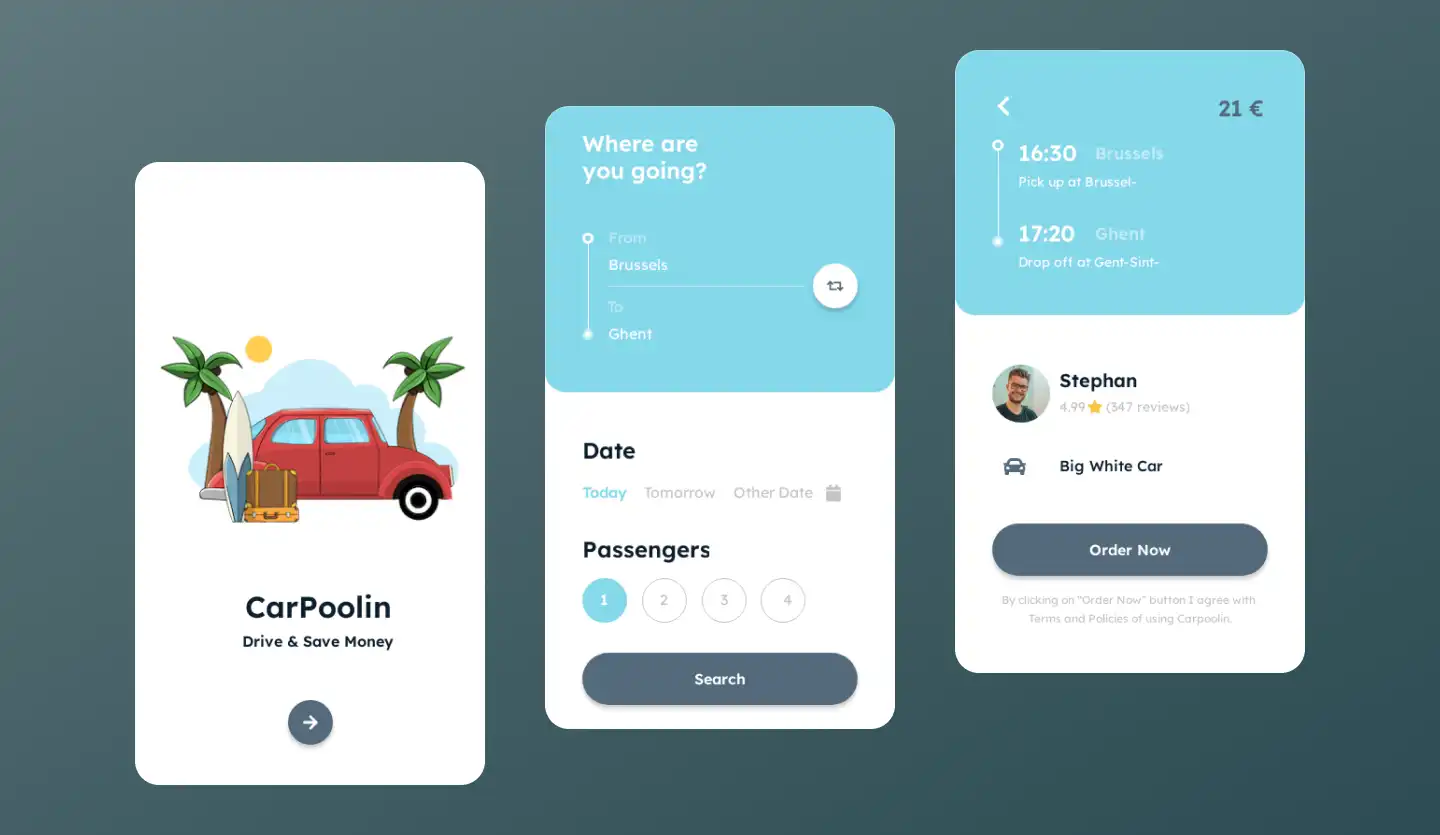 CarPoolin
Drive & Save Money
Where are
you going?
From
Brussels
To
Ghent
Date
Today Tomorrow Other Date
Passengers
1 2 3 4
Search
21 €
16:30 Brussels
Pick up at Brussel-
17:20 Ghent
Drop off at Gent-Sint-
Stephan
4.99⭐ (347 reviews)
Big White Car
Order Now
By clicking on "Order Now" button I agree with
Terms and Policies of using Carpoolin.